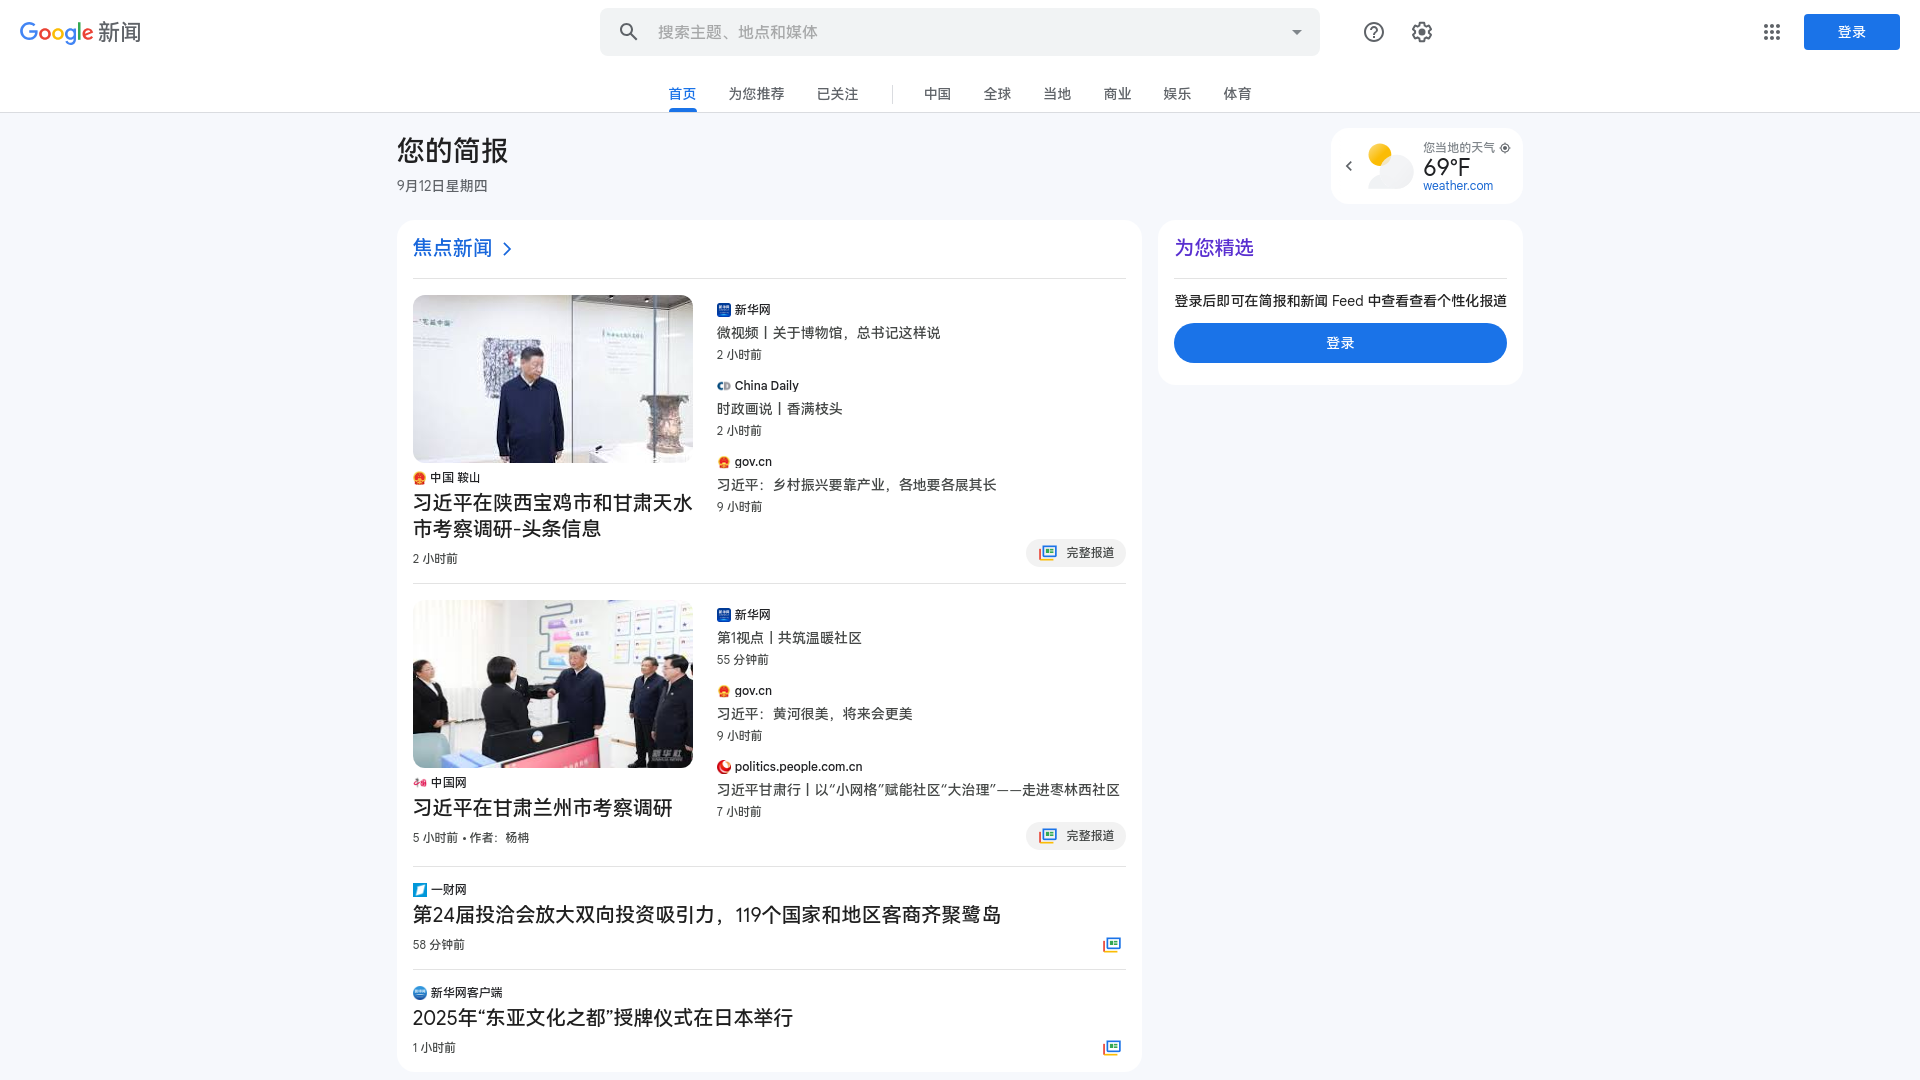 Google 新闻
搜索主题、地点和媒体
登录
首页
为您推荐
已关注
中国
全球
当地
商业
娱乐
体育
您的简报
9月12日星期四
您当地的天气
69°F
weather.com
焦点新闻
中国 鞍山
习近平在陕西宝鸡市和甘肃天水
市考察调研-头条信息
2 小时前
新华网
微视频丨关于博物馆，总书记这样说
2 小时前
China Daily
时政画说丨香满枝头
2 小时前
gov.cn
习近平：乡村振兴要靠产业，各地要各展其长
9 小时前
完整报道
新华社
中国网
习近平在甘肃兰州市考察调研
5 小时前 • 作者：杨柟
新华网
第1视点丨共筑温暖社区
55 分钟前
gov.cn
习近平：黄河很美，将来会更美
9 小时前
politics.people.com.cn
习近平甘肃行丨以“小网格”赋能社区“大治理”——走进枣林西社区
7 小时前
完整报道
一财网
第24届投洽会放大双向投资吸引力，119个国家和地区客商齐聚鹭岛
58 分钟前
新华网客户端
2025年“东亚文化之都”授牌仪式在日本举行
1 小时前
为您精选
登录后即可在简报和新闻 Feed 中查看查看个性化报道
登录